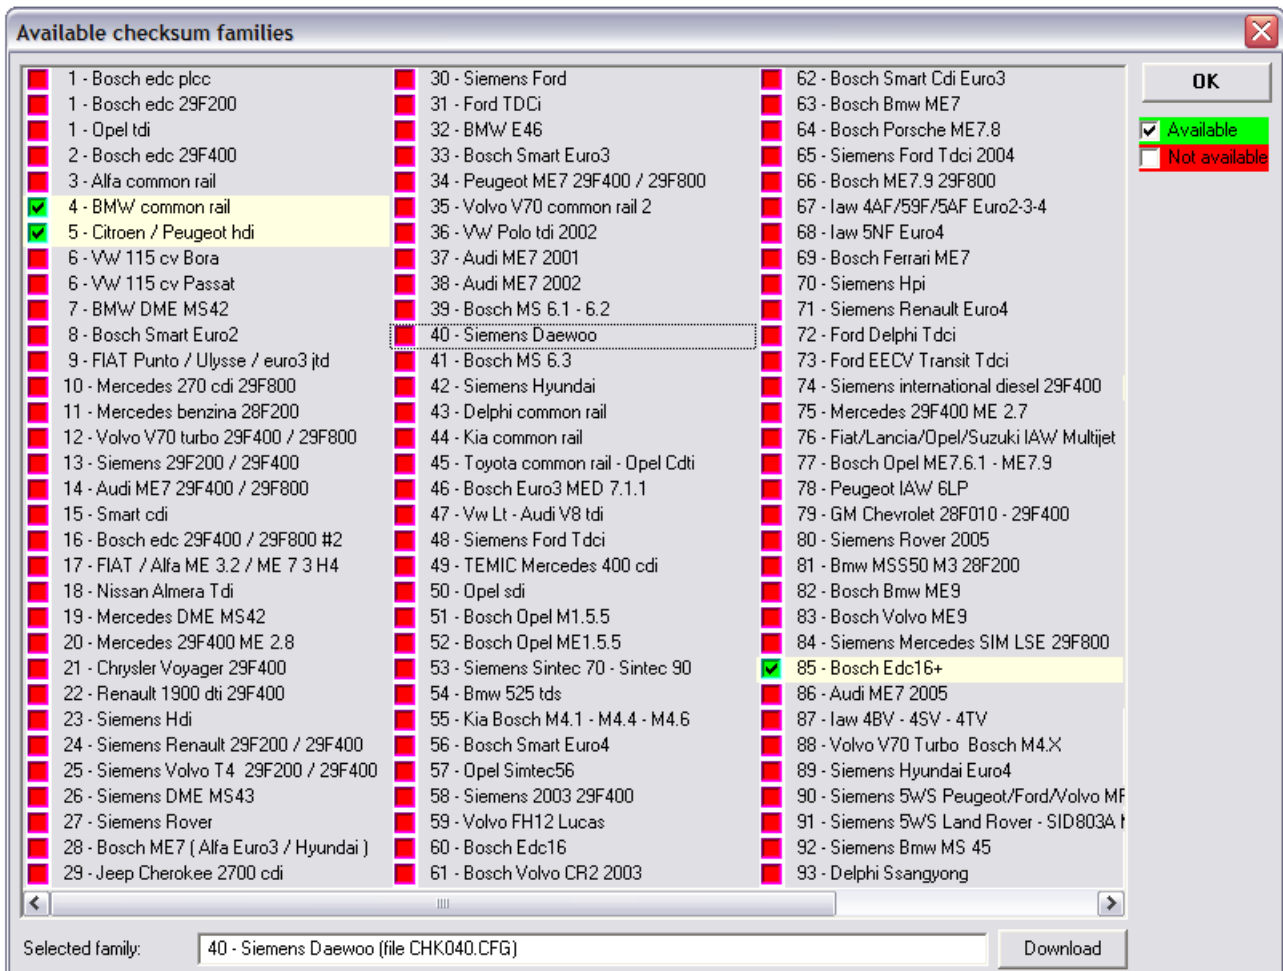 Available checksum families
1 - Bosch edc plcc
1 - Bosch edc 29F200
1 - Opel tdi
2 - Bosch edc 29F400
3 - Alfa common rail
4 - BMW common rail
5 - Citroen / Peugeot hdi
6 - VW 115 cv Bora
6 - VW 115 cv Passat
7 - BMW DME MS42
8 - Bosch Smart Euro2
9 - FIAT Punto / Ulysse / euro3 jtd
10 - Mercedes 270 cdi 29F800
11 - Mercedes benzina 28F200
12 - Volvo V70 turbo 29F400 / 29F800
13 - Siemens 29F200 / 29F400
14 - Audi ME7 29F400 / 29F800
15 - Smart cdi
16 - Bosch edc 29F400 / 29F800 #2
17 - FIAT / Alfa ME 3.2 / ME 7 3 H4
18 - Nissan Almera Tdi
19 - Mercedes DME MS42
20 - Mercedes 29F400 ME 2.8
21 - Chrysler Voyager 29F400
22 - Renault 1900 dti 29F400
23 - Siemens Hdi
24 - Siemens Renault 29F200 / 29F400
25 - Siemens Volvo T4 29F200 / 29F400
26 - Siemens DME MS43
27 - Siemens Rover
28 - Bosch ME7 ( Alfa Euro3 / Hyundai )
29 - Jeep Cherokee 2700 cdi
30 - Siemens Ford
31 - Ford TDCi
32 - BMW E46
33 - Bosch Smart Euro3
34 - Peugeot ME7 29F400 / 29F800
35 - Volvo V70 common rail 2
36 - VW Polo tdi 2002
37 - Audi ME7 2001
38 - Audi ME7 2002
39 - Bosch MS 6.1 - 6.2
40 - Siemens Daewoo
41 - Bosch MS 6.3
42 - Siemens Hyundai
43 - Delphi common rail
44 - Kia common rail
45 - Toyota common rail - Opel Cdti
46 - Bosch Euro3 MED 7.1.1
47 - Vw Lt - Audi V8 tdi
48 - Siemens Ford Tdci
49 - TEMIC Mercedes 400 cdi
50 - Opel sdi
51 - Bosch Opel M1.5.5
52 - Bosch Opel ME1.5.5
53 - Siemens Sintec 70 - Sintec 90
54 - Bmw 525 tds
55 - Kia Bosch M4.1 - M4.4 - M4.6
56 - Bosch Smart Euro4
57 - Opel Simtec56
58 - Siemens 2003 29F400
59 - Volvo FH12 Lucas
60 - Bosch Edc16
61 - Bosch Volvo CR2 2003
62 - Bosch Smart Cdi Euro3
63 - Bosch Bmw ME7
64 - Bosch Porsche ME7.8
65 - Siemens Ford Tdci 2004
66 - Bosch ME7.9 29F800
67 - Iaw 4AF/59F/5AF Euro2-3-4
68 - Iaw 5NF Euro4
69 - Bosch Ferrari ME7
70 - Siemens Hpi
71 - Siemens Renault Euro4
72 - Ford Delphi Tdci
73 - Ford EECV Transit Tdci
74 - Siemens international diesel 29F400
75 - Mercedes 29F400 ME 2.7
76 - Fiat/Lancia/Opel/Suzuki IAW Multijet
77 - Bosch Opel ME7.6.1 - ME7.9
78 - Peugeot IAW 6LP
79 - GM Chevrolet 28F010 - 29F400
80 - Siemens Rover 2005
81 - Bmw MSS50 M3 28F200
82 - Bosch Bmw ME9
83 - Bosch Volvo ME9
84 - Siemens Mercedes SIM LSE 29F800
85 - Bosch Edc16+
86 - Audi ME7 2005
87 - Iaw 4BV - 4SV - 4TV
88 - Volvo V70 Turbo Bosch M4.X
89 - Siemens Hyundai Euro4
90 - Siemens 5WS Peugeot/Ford/Volvo
91 - Siemens 5WS Land Rover - SID803A
92 - Siemens Bmw MS 45
93 - Delphi Ssangyong
OK
Available
Not available
Selected family:
40 - Siemens Daewoo (file CHK040.CFG)
Download